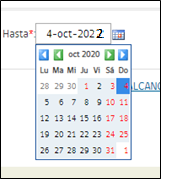 Hasta*: 4-oct-2022
oct 2020
Lu Ma Mi Ju Vi Sá Do
28 29 30 1 2 3 4
5 6 7 8 9 10 11
12 13 14 15 16 17 18
19 20 21 22 23 24 25
26 27 28 29 30 31 1
ALCANC